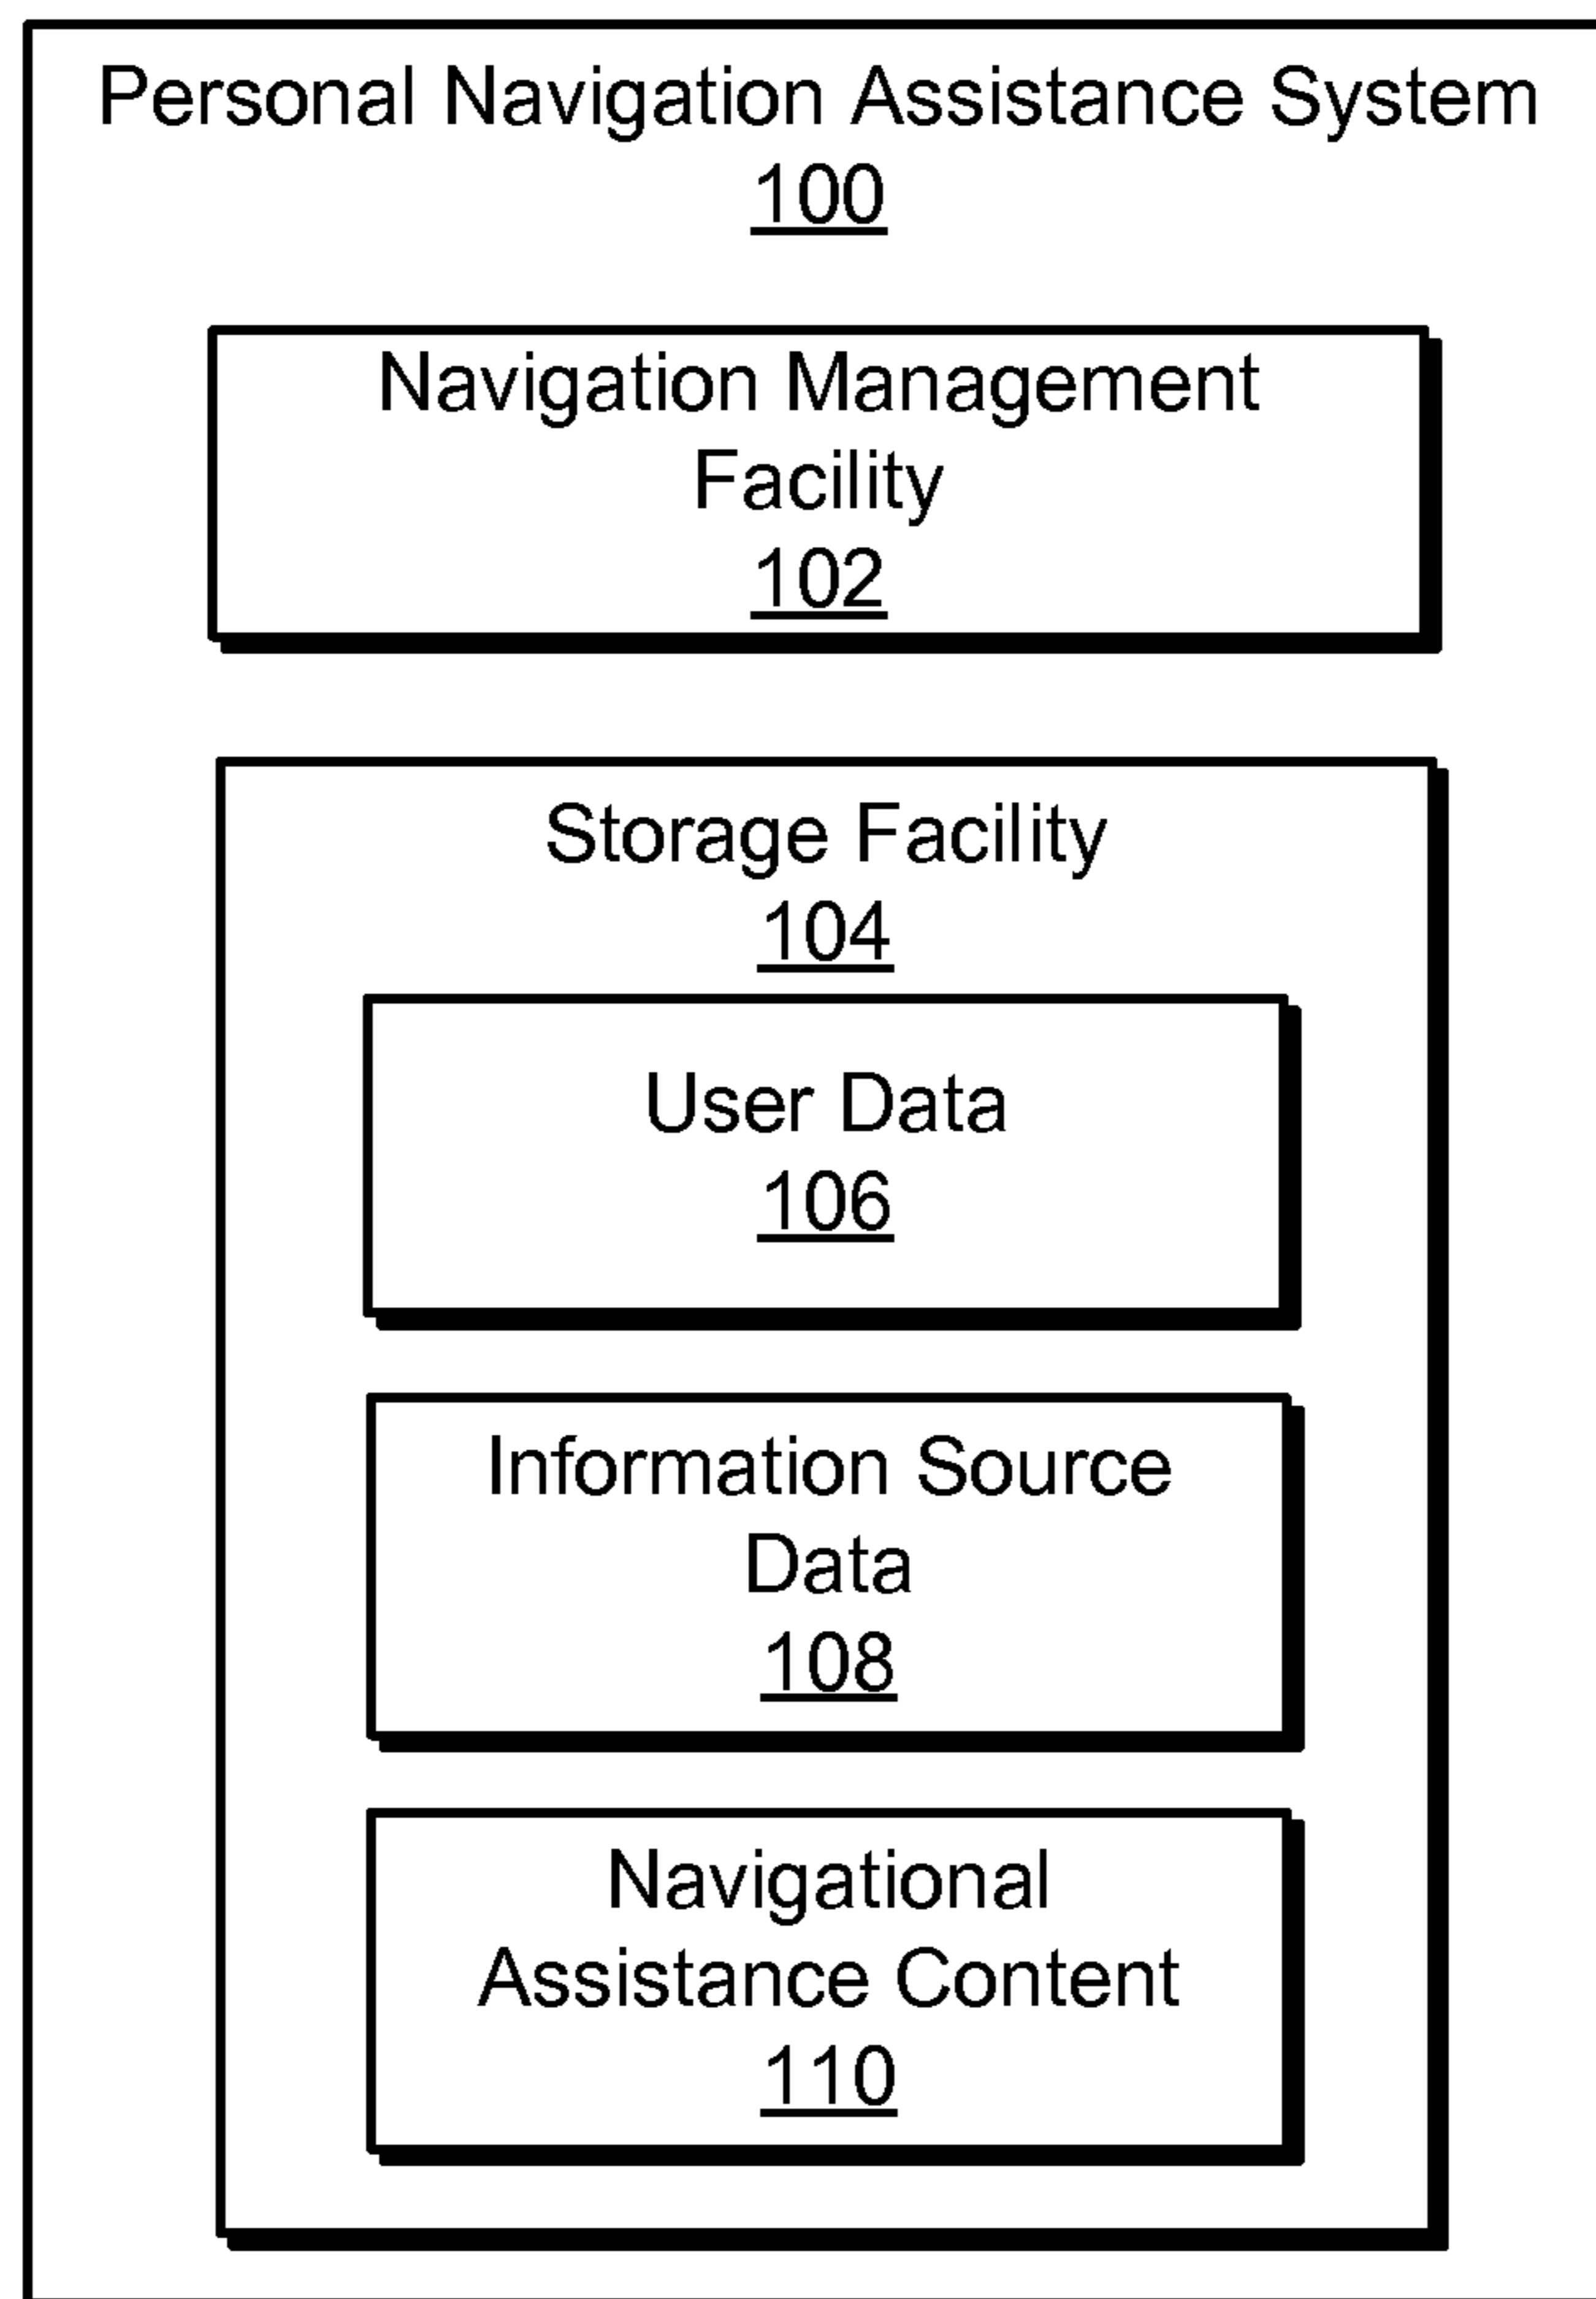 Personal Navigation Assistance System
100
Navigation Management
Facility
102
Storage Facility
104
User Data
106
Information Source
Data
108
Navigational
Assistance Content
110